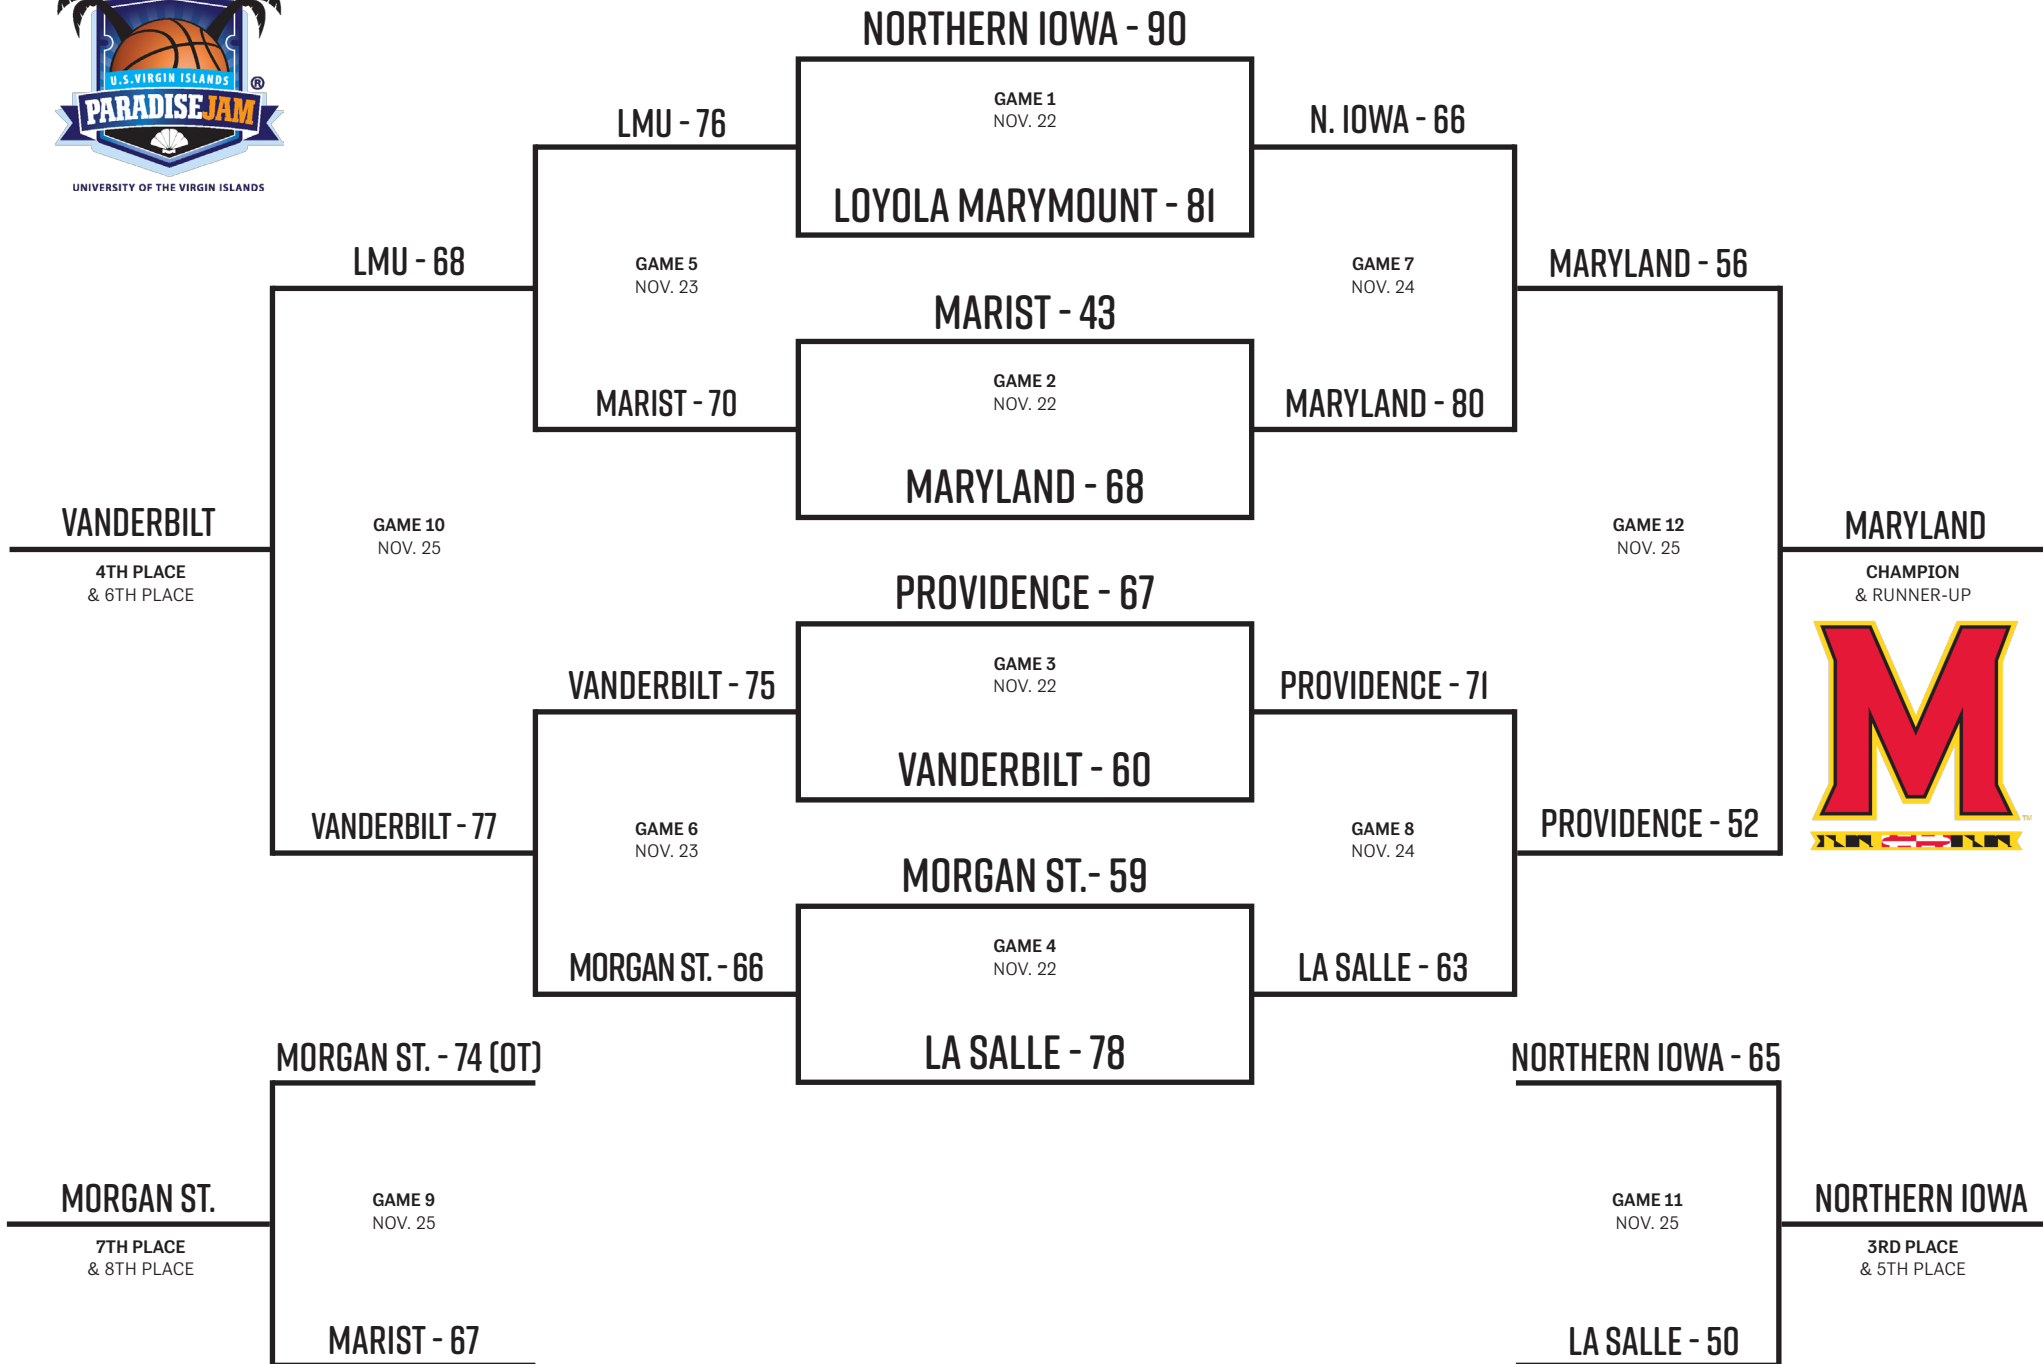 U.S.VIRGIN ISLANDS
®
PARADISE JAM
UNIVERSITY OF THE VIRGIN ISLANDS
NORTHERN IOWA - 90
GAME 1
NOV. 22
LOYOLA MARYMOUNT - 81
LMU - 76
N. IOWA - 66
LMU - 68
GAME 5
NOV. 23
GAME 7
NOV. 24
MARYLAND - 56
MARIST - 43
GAME 2
NOV. 22
MARYLAND - 68
MARIST - 70
MARYLAND - 80
VANDERBILT
4TH PLACE
& 6TH PLACE
GAME 10
NOV. 25
GAME 12
NOV. 25
MARYLAND
CHAMPION
& RUNNER-UP
M
TM
PROVIDENCE - 67
GAME 3
NOV. 22
VANDERBILT - 60
VANDERBILT - 75
PROVIDENCE - 71
VANDERBILT - 77
GAME 6
NOV. 23
GAME 8
NOV. 24
PROVIDENCE - 52
MORGAN ST.- 59
GAME 4
NOV. 22
LA SALLE - 78
MORGAN ST. - 66
LA SALLE - 63
MORGAN ST. - 74 (OT)
NORTHERN IOWA - 65
MORGAN ST.
7TH PLACE
& 8TH PLACE
GAME 9
NOV. 25
GAME 11
NOV. 25
NORTHERN IOWA
3RD PLACE
& 5TH PLACE
MARIST - 67
LA SALLE - 50